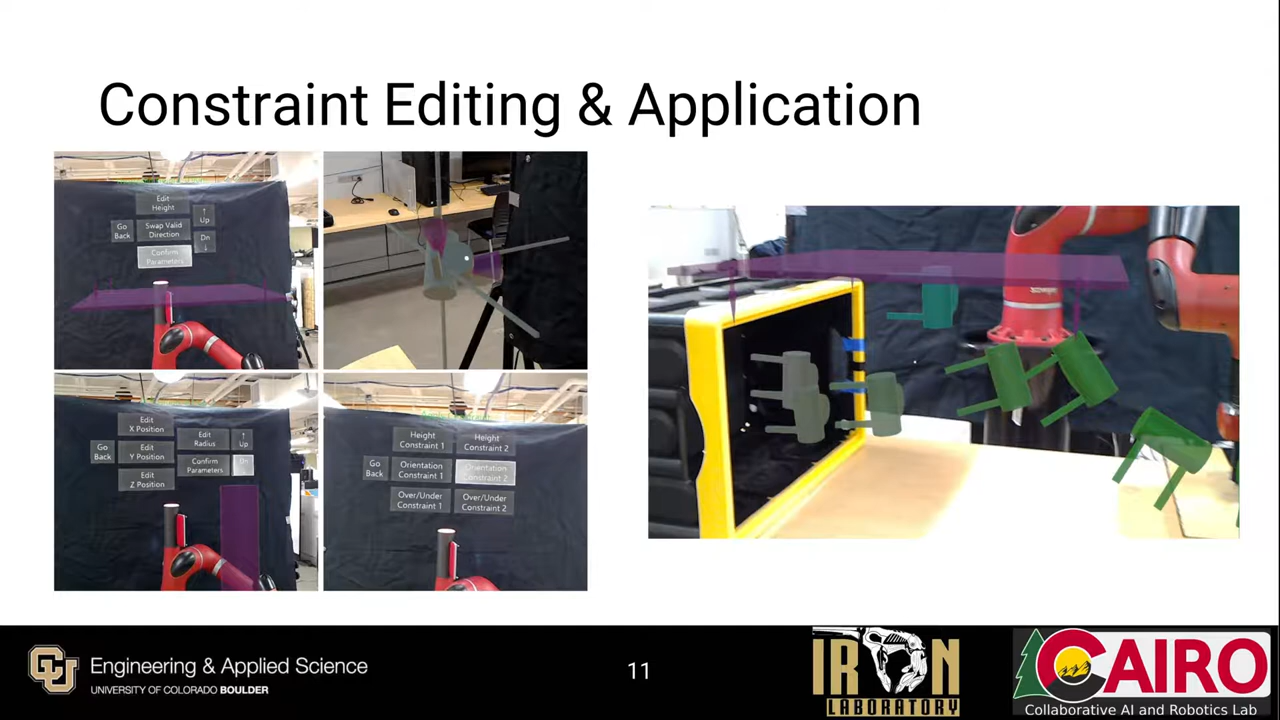 Constraint Editing & Application
Edit
Height
↑
Up
Go
Back
Swap Valid
Direction
Dn
↓
Confirm
Parameters
Edit
X Position
Edit
Radius
↑
Up
Go
Back
Edit
Y Position
Confirm
Parameters
Dn
Edit
Z Position
Height
Constraint 1
Height
Constraint 2
Go
Back
Orientation
Constraint 1
Orientation
Constraint 2
Over/Under
Constraint 1
Over/Under
Constraint 2
CU
Engineering & Applied Science
UNIVERSITY OF COLORADO BOULDER
11
IRON
LABORATORY
CAIRO
Collaborative AI and Robotics Lab